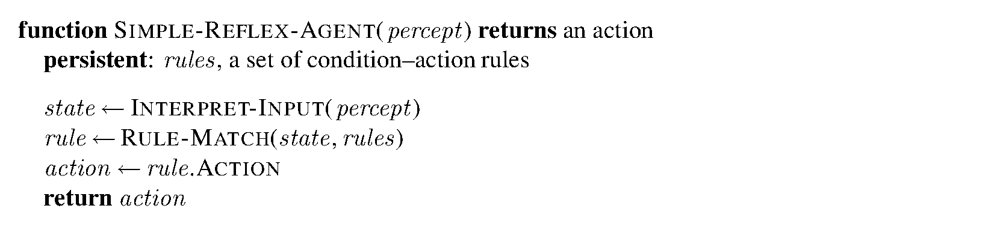 function SIMPLE-REFLEX-AGENT(percept) returns an action
persistent: rules, a set of condition–action rules
state ← INTERPRET-INPUT(percept)
rule ← RULE-MATCH(state, rules)
action ← rule.ACTION
return action